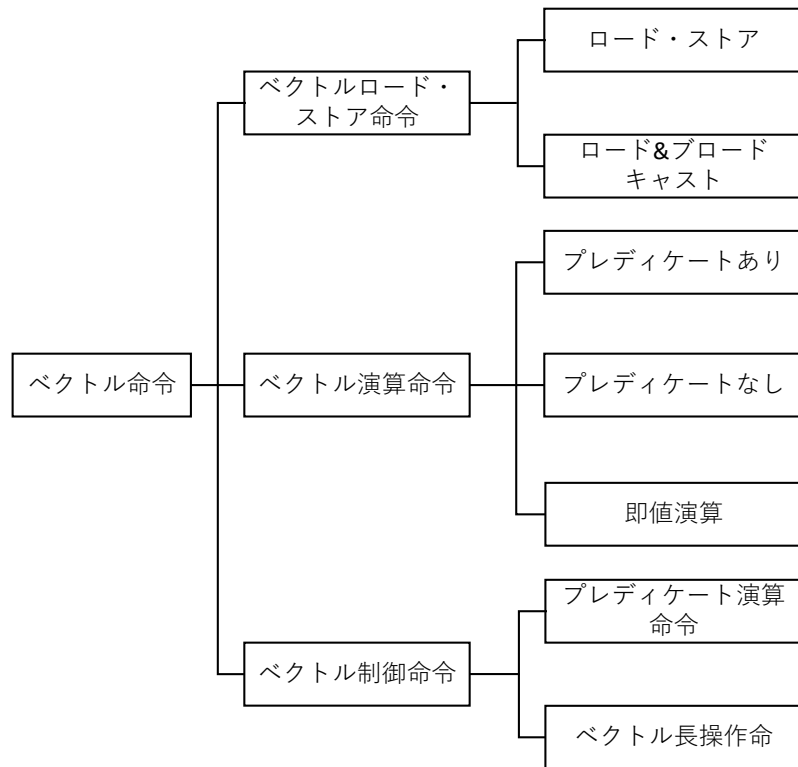 ロード・ストア
ベクトルロード・
ストア命令
ロード&ブロード
キャスト
プレディケートあり
ベクトル命令
ベクトル演算命令
プレディケートなし
即値演算
プレディケート演算
命令
ベクトル制御命令
ベクトル長操作命